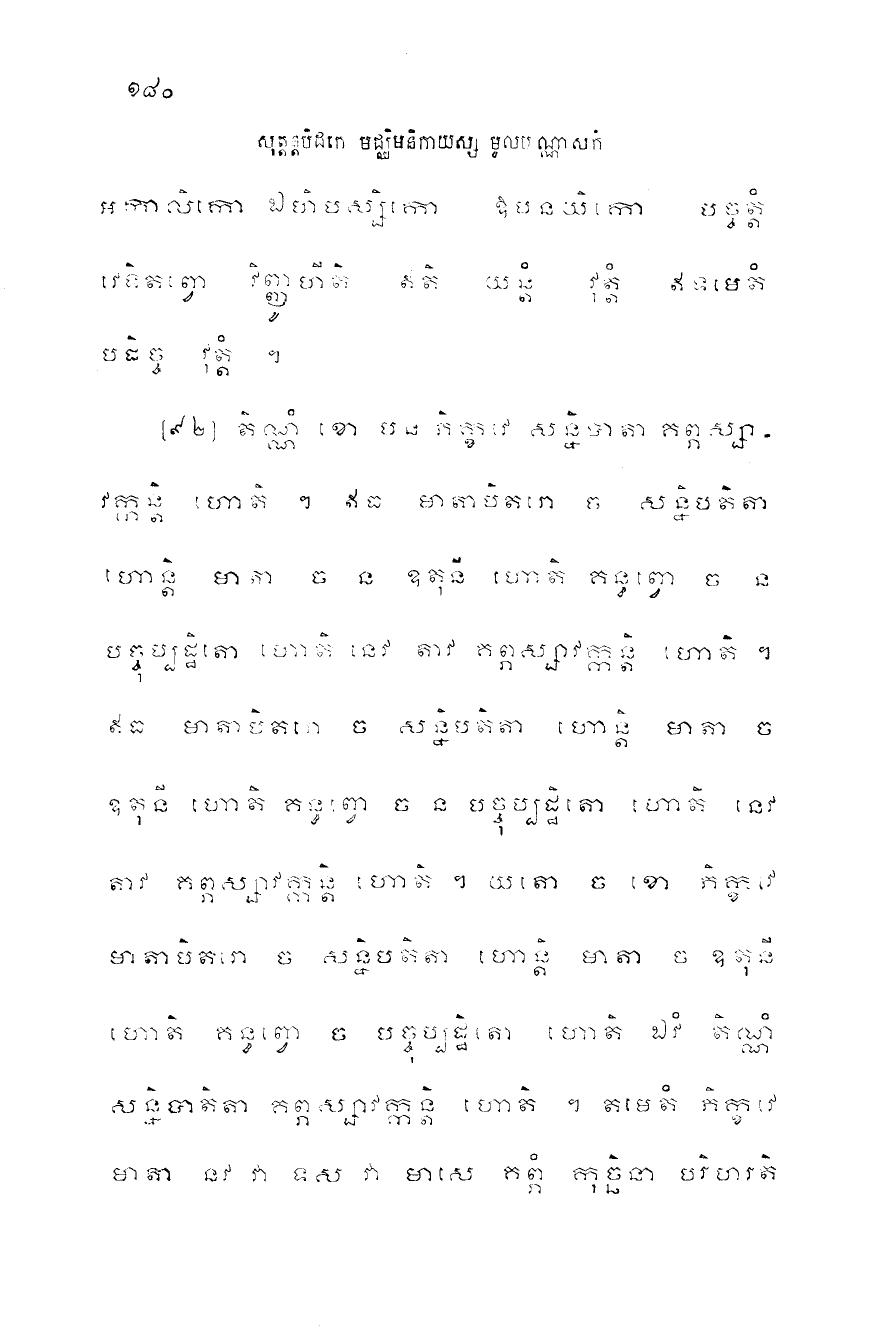 ១៨០
សុត្តន្តបិដកេ មជ្ឈិមនិកាយស្ស មូលបណ្ណាសកំ
អកាលិកោ ឯហិបស្សិកោ ឱបនយិកោ បច្ចត្តំ
វេទិតព្វោ វិញ្ញូហីតិ ឥតិ យន្តំ វុត្តំ ឥទមេតំ
បដិច្ច វុត្តំ ។
[៩២] តិណ្ណំ ខោ បន ភិក្ខវេ សន្និបាតា គព្ភស្សា-
វក្កន្តិ ហោតិ ។ ឥធ មាតាបិតរោ ច សន្និបតិតា
ហោន្តិ មាតា ច ន ឧតុនី ហោតិ គន្ធព្វោ ច ន
បច្ចុប្បដ្ឋិតោ ហោតិ នេវ តាវ គព្ភស្សាវក្កន្តិ ហោតិ ។
ឥធ មាតាបិតរោ ច សន្និបតិតា ហោន្តិ មាតា ច
ឧតុនី ហោតិ គន្ធព្វោ ច ន បច្ចុប្បដ្ឋិតោ ហោតិ នេវ
តាវ គព្ភស្សាវក្កន្តិ ហោតិ ។ យតោ ច ខោ ភិក្ខវេ
មាតាបិតរោ ច សន្និបតិតា ហោន្តិ មាតា ច ឧតុនី
ហោតិ គន្ធព្វោ ច បច្ចុប្បដ្ឋិតោ ហោតិ ឯវំ តិណ្ណំ
សន្និបាតិតា គព្ភស្សាវក្កន្តិ ហោតិ ។ តមេតំ ភិក្ខវេ
មាតា នវ វា ទស វា មាសេ គព្ភំ កុច្ឆិនា បរិហរតិ